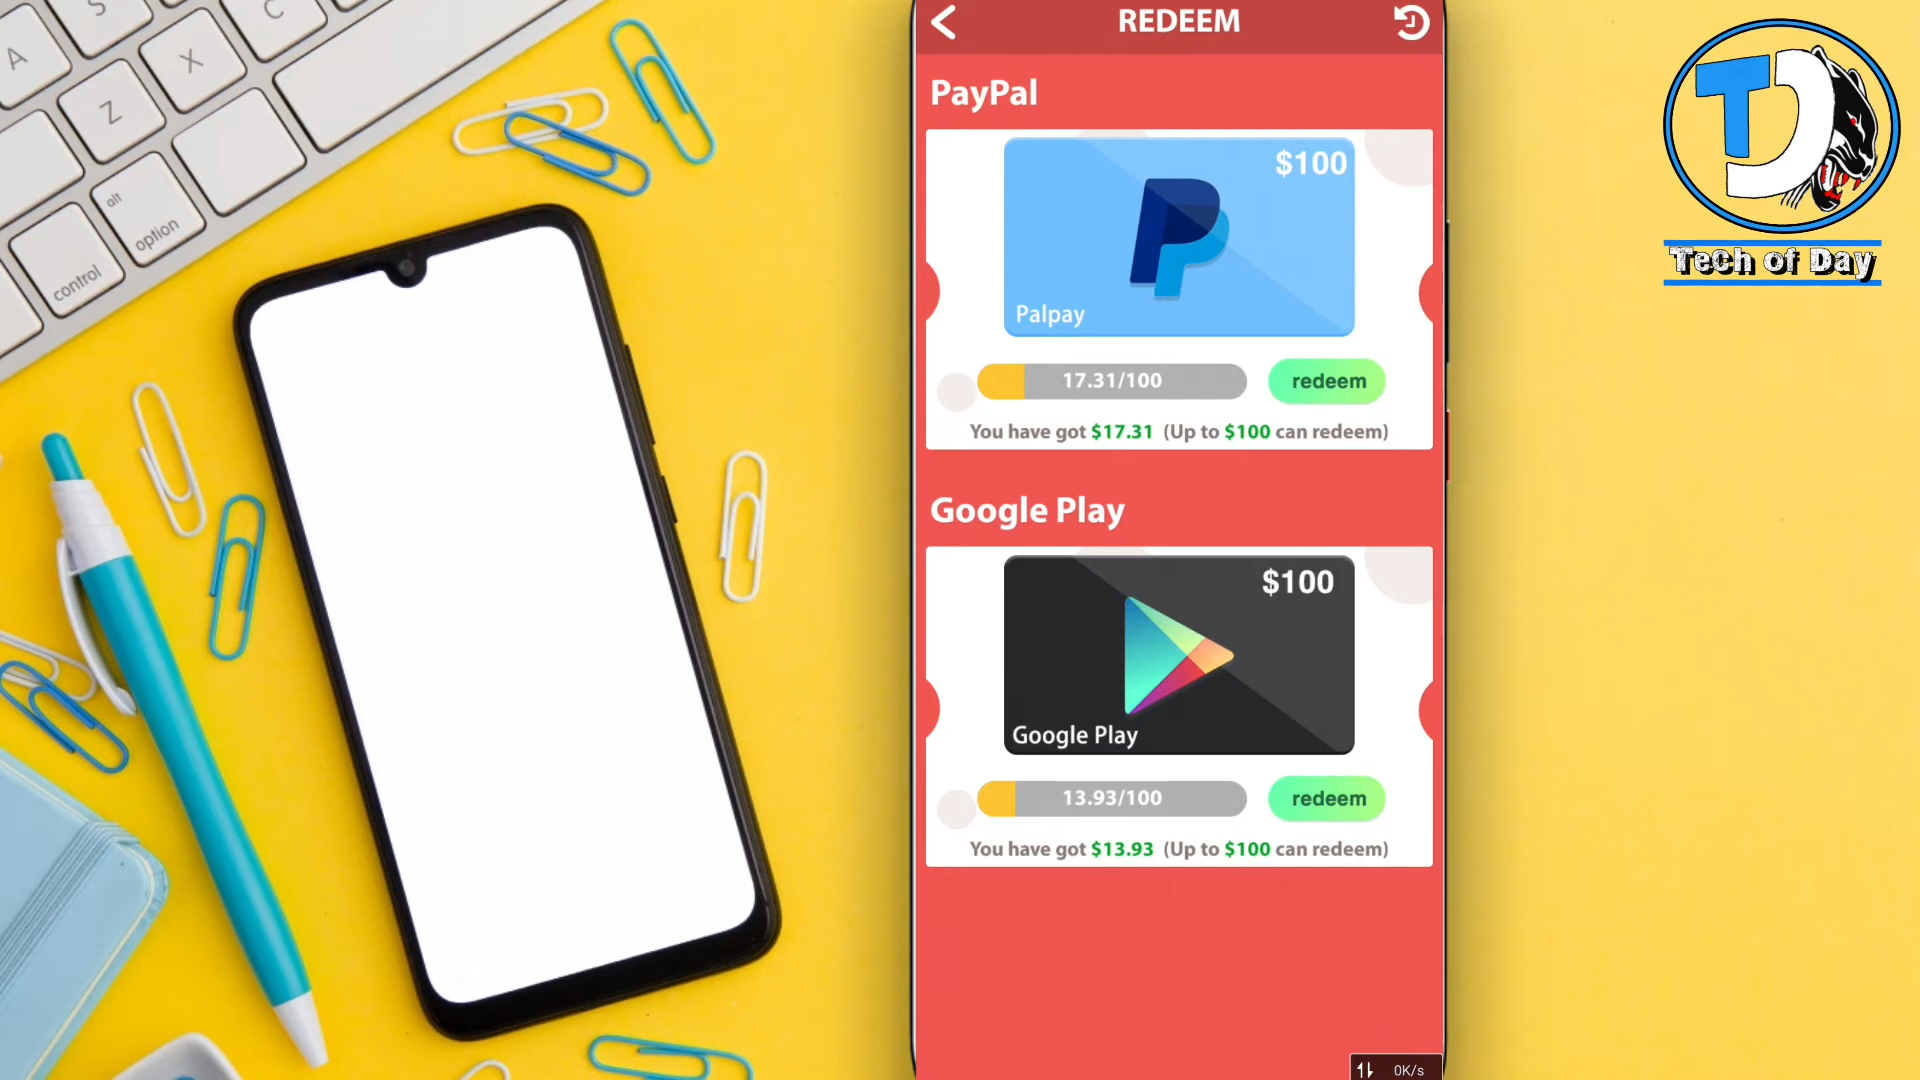 A
S
C
Z
X
alt
option
control
REDEEM
PayPal
$100
Palpay
17.31/100
redeem
You have got $17.31 (Up to $100 can redeem)
Google Play
$100
Google Play
13.93/100
redeem
You have got $13.93 (Up to $100 can redeem)
0K/s
TJ
TeCh of Day